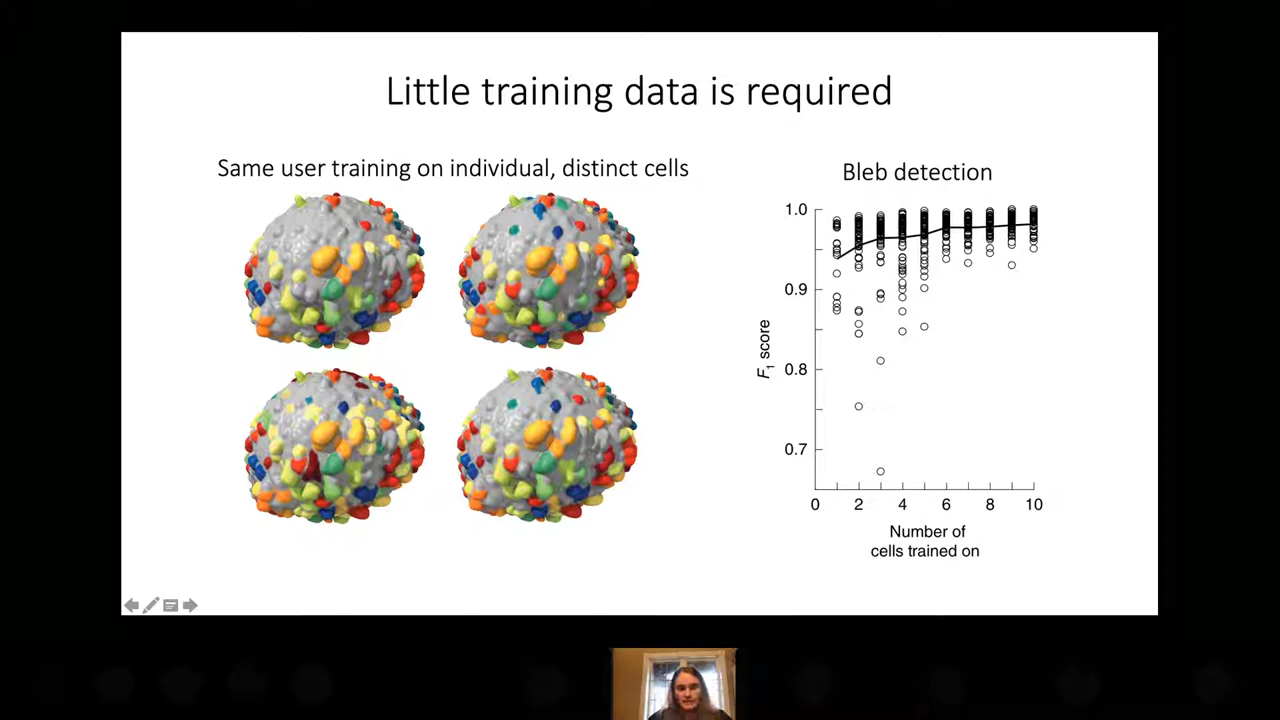 Little training data is required
Same user training on individual, distinct cells
Bleb detection
1.0
0.9
0.8
0.7
F1 score
0 2 4 6 8 10
Number of
cells trained on